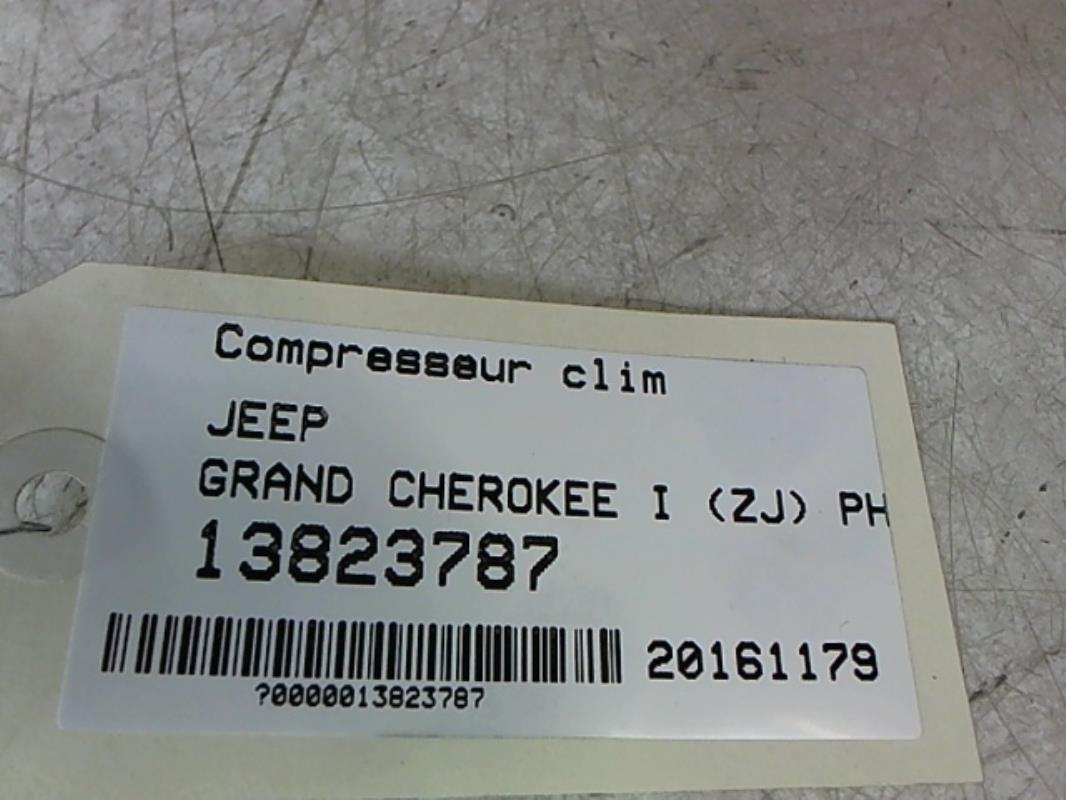 Compresseur clim
JEEP
GRAND CHEROKEE I (ZJ) PH
13823787
20161179
?0000013823787